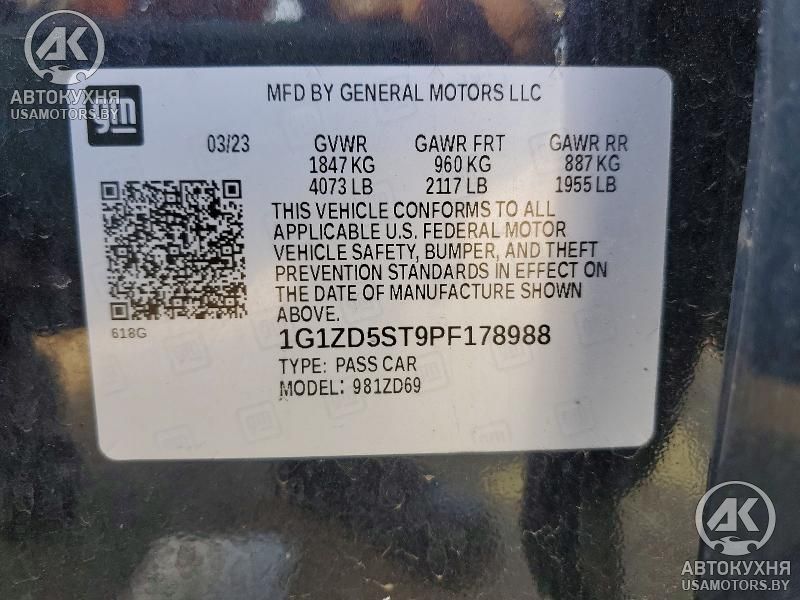 AK
АВТОКУХНЯ
USAMOTORS.BY
gm
MFD BY GENERAL MOTORS LLC
03/23 GVWR GAWR FRT GAWR RR
1847 KG 960 KG 887 KG
4073 LB 2117 LB 1955 LB
THIS VEHICLE CONFORMS TO ALL
APPLICABLE U.S. FEDERAL MOTOR
VEHICLE SAFETY, BUMPER, AND THEFT
PREVENTION STANDARDS IN EFFECT ON
THE DATE OF MANUFACTURE SHOWN
ABOVE.
618G
1G1ZD5ST9PF178988
TYPE: PASS CAR
MODEL: 981ZD69
AK
АВТОКУХНЯ
USAMOTORS.BY